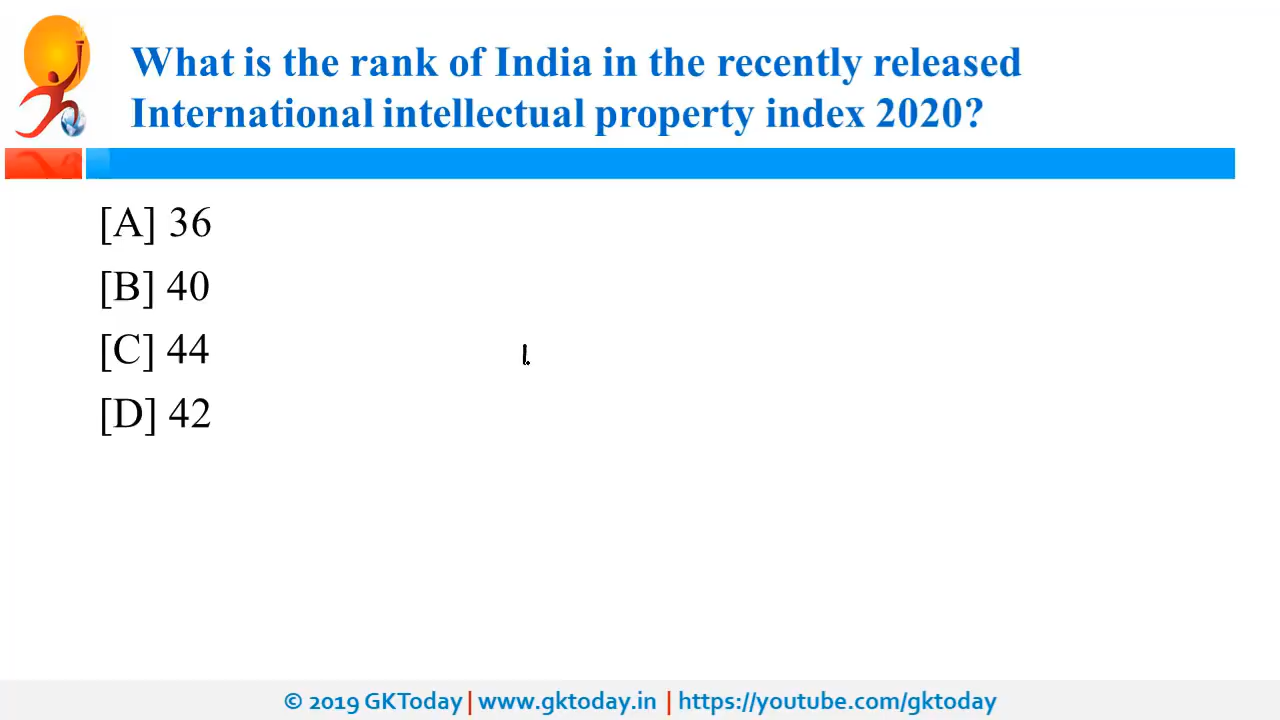 What is the rank of India in the recently released
International intellectual property index 2020?
[A] 36
[B] 40
[C] 44
[D] 42
© 2019 GKToday | www.gktoday.in | https://youtube.com/gktoday